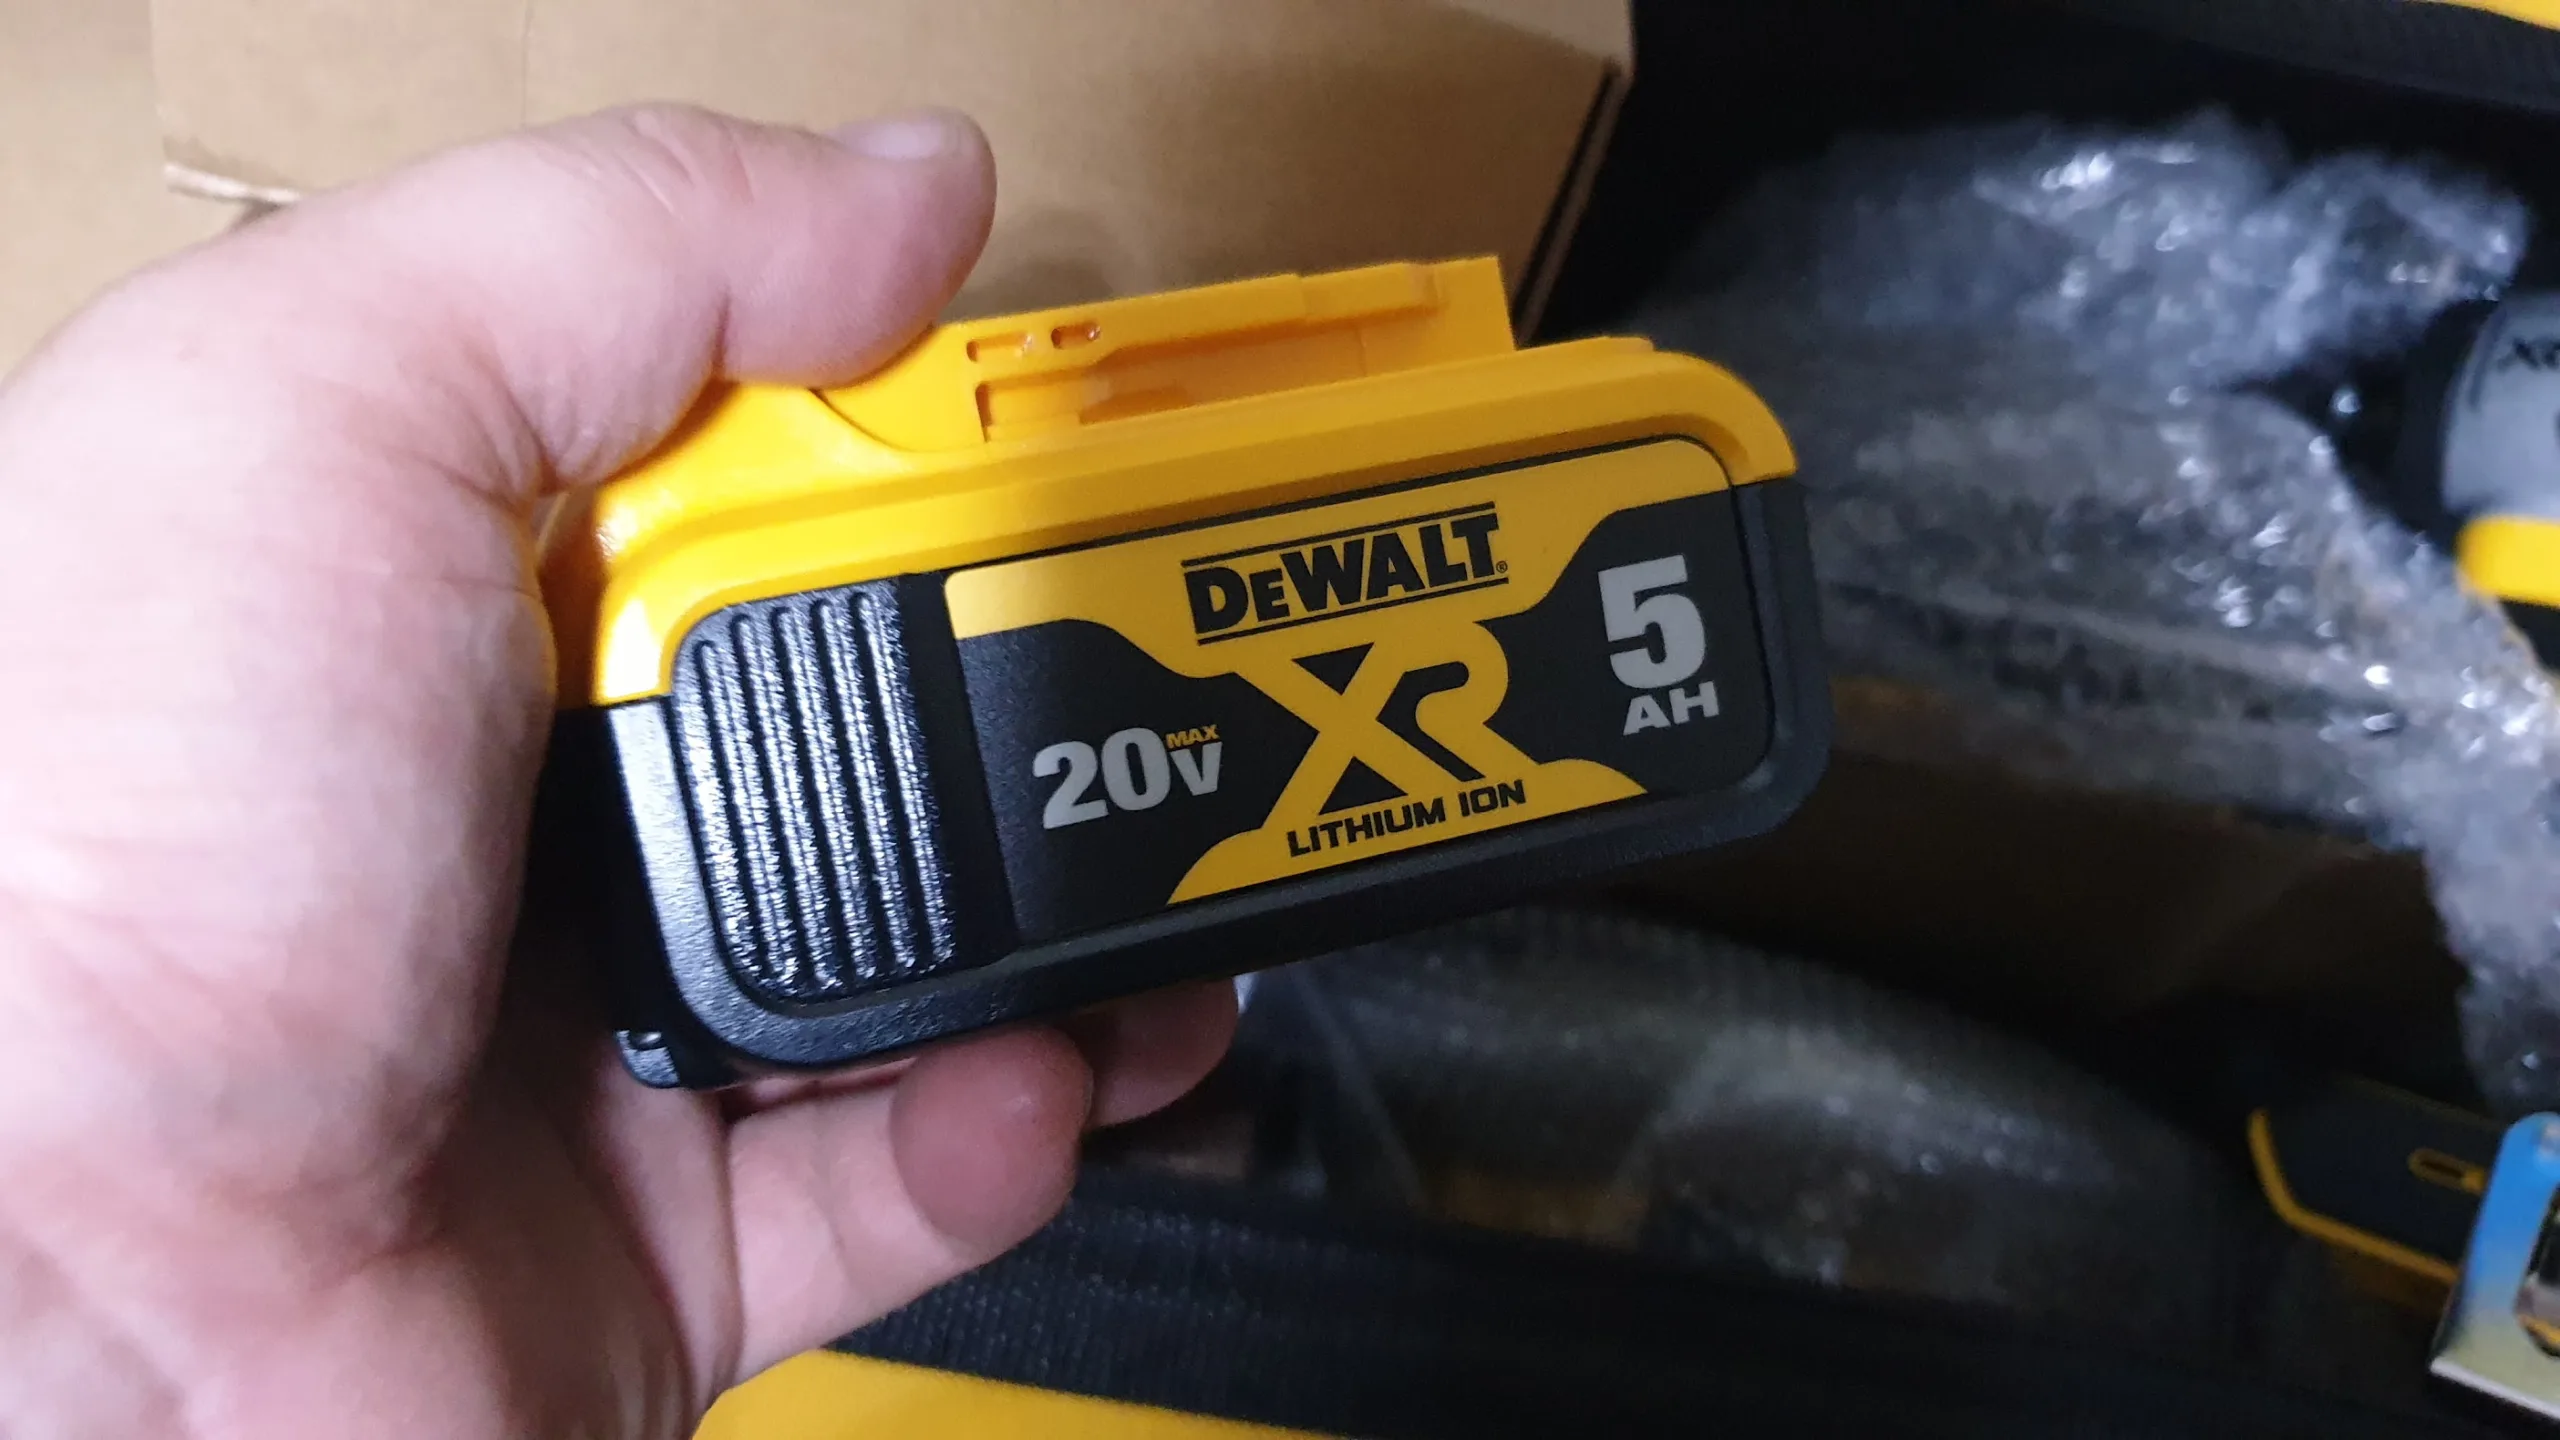 DEWALT®
XR
20V MAX
5
AH
LITHIUM ION